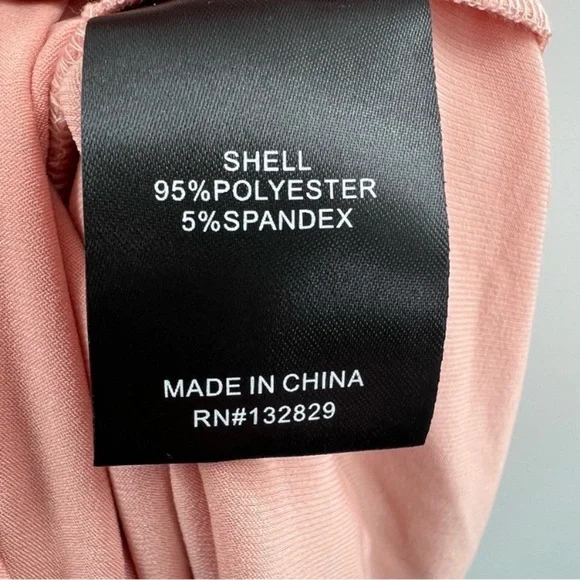 SHELL
95%POLYESTER
5%SPANDEX
MADE IN CHINA
RN#132829